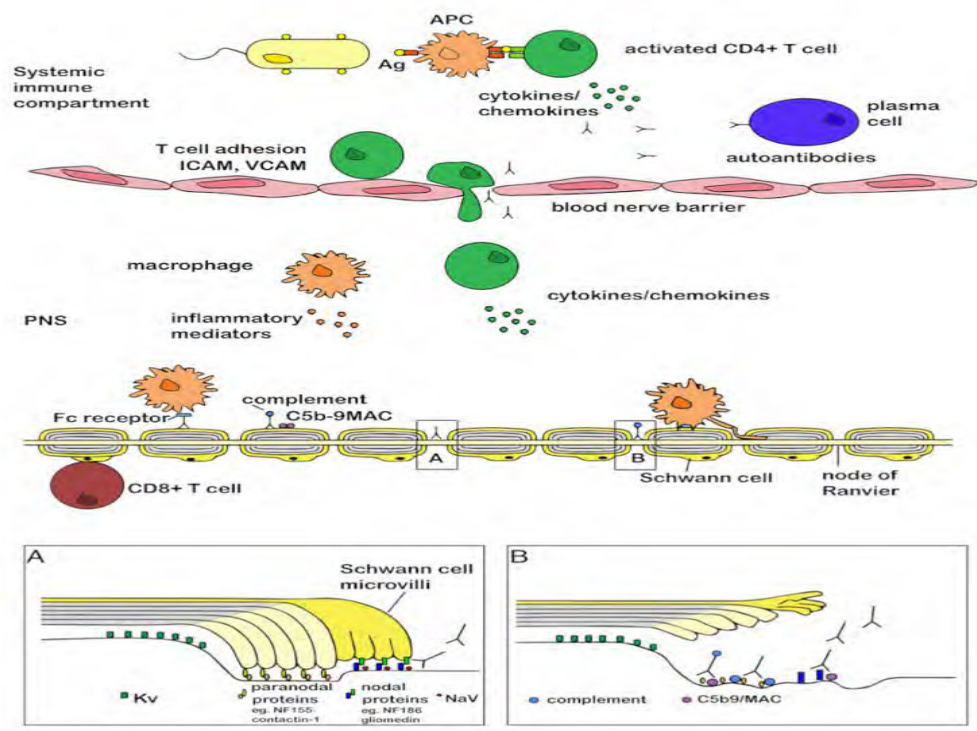 APC
Ag
activated CD4+ T cell
Systemic
immune
compartment
cytokines/
chemokines
plasma
cell
T cell adhesion
ICAM, VCAM
autoantibodies
blood nerve barrier
macrophage
cytokines/chemokines
PNS
inflammatory
mediators
complement
Fc receptor
C5b-9MAC
A
B
Schwann cell
node of
Ranvier
CD8+ T cell
A
Schwann cell
microvilli
Kv
paranodal
proteins
eg. NF155
contactin-1
nodal
proteins
eg. NF186
gliomedin
NaV
B
complement
C5b9/MAC